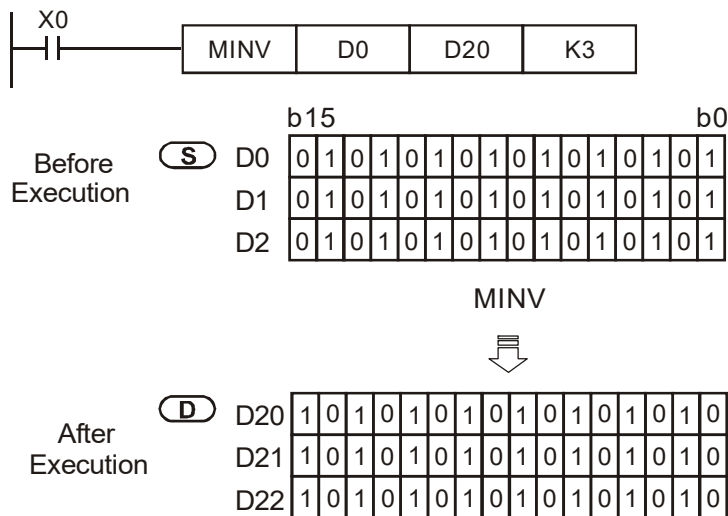 X0
MINV D0 D20 K3
b15 b0
Before Execution
S D0 0 1 0 1 0 1 0 1 0 1 0 1 0 1 0 1
D1 0 1 0 1 0 1 0 1 0 1 0 1 0 1 0 1
D2 0 1 0 1 0 1 0 1 0 1 0 1 0 1 0 1
MINV
After Execution
D D20 1 0 1 0 1 0 1 0 1 0 1 0 1 0 1 0
D21 1 0 1 0 1 0 1 0 1 0 1 0 1 0 1 0
D22 1 0 1 0 1 0 1 0 1 0 1 0 1 0 1 0